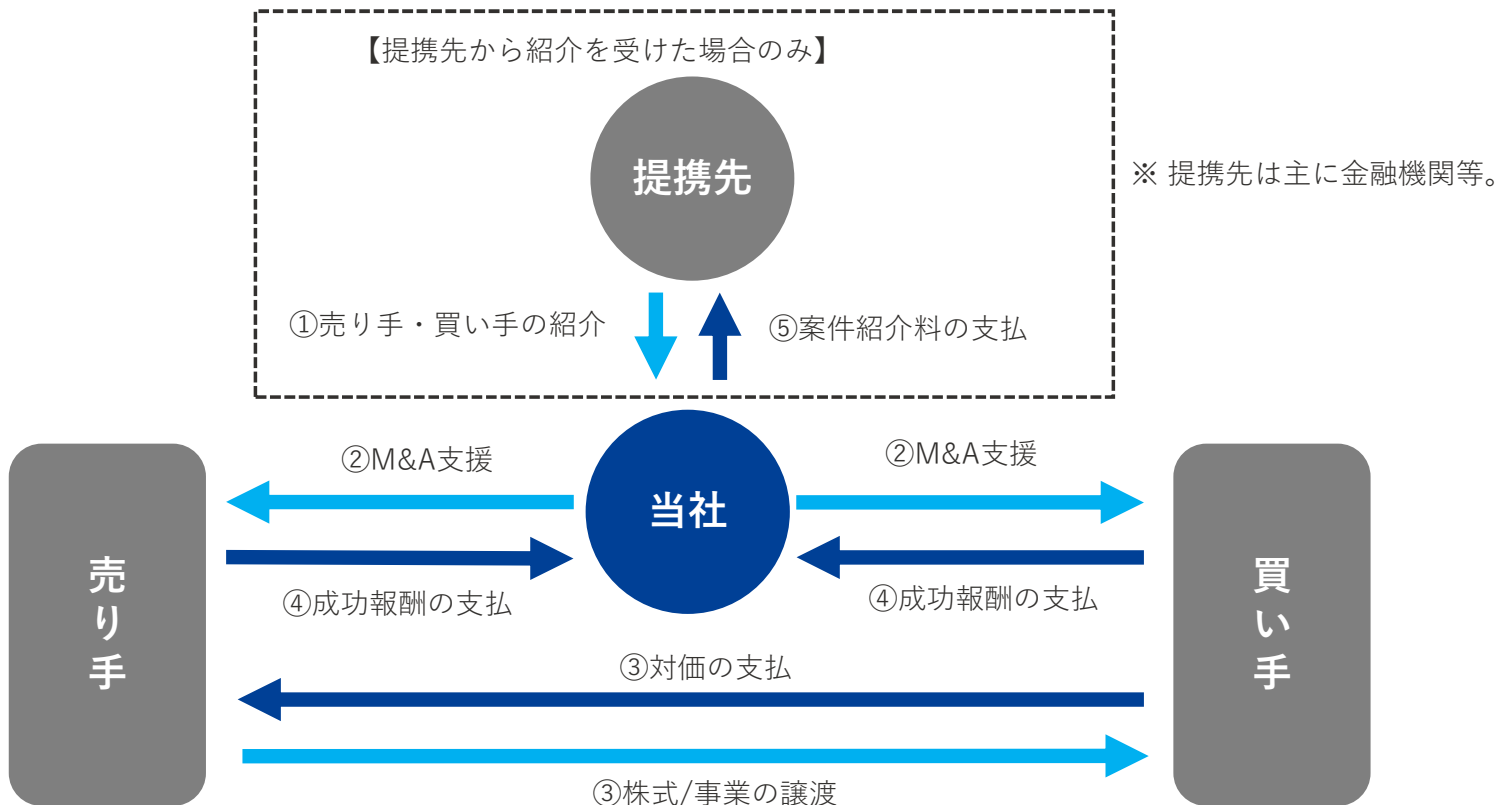 【提携先から紹介を受けた場合のみ】
提携先
※ 提携先は主に金融機関等。
①売り手・買い手の紹介
⑤案件紹介料の支払
②M&A支援
②M&A支援
当社
売り手
買い手
④成功報酬の支払
④成功報酬の支払
③対価の支払
③株式/事業の譲渡